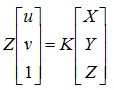 Z[u v 1] = K[X Y Z]